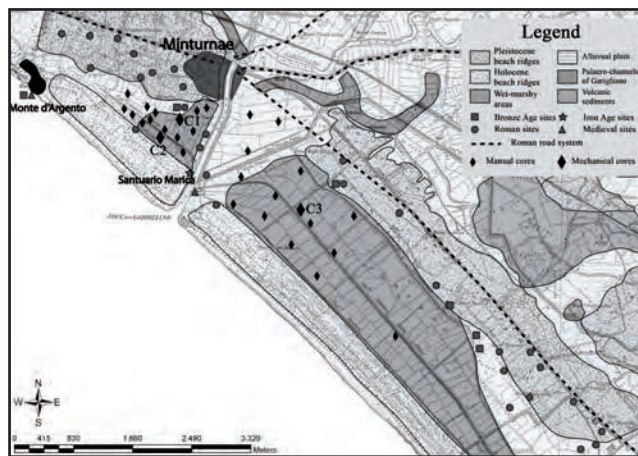 Legend
Pleistocene
beach ridges
Holocene
beach ridges
Wet-marshy
areas
Alluvial plain
Palaeo-channels
of Garigliano
Volcanic
sediments
Bronze Age sites
Iron Age sites
Roman sites
Medieval sites
Roman road system
Manual cores
Mechanical cores
Minturnae
Monte d'Argento
C1
C2
Santuario Marica
C3
N
W E
S
0 415 830 1.660 2.490 3.320
Meters